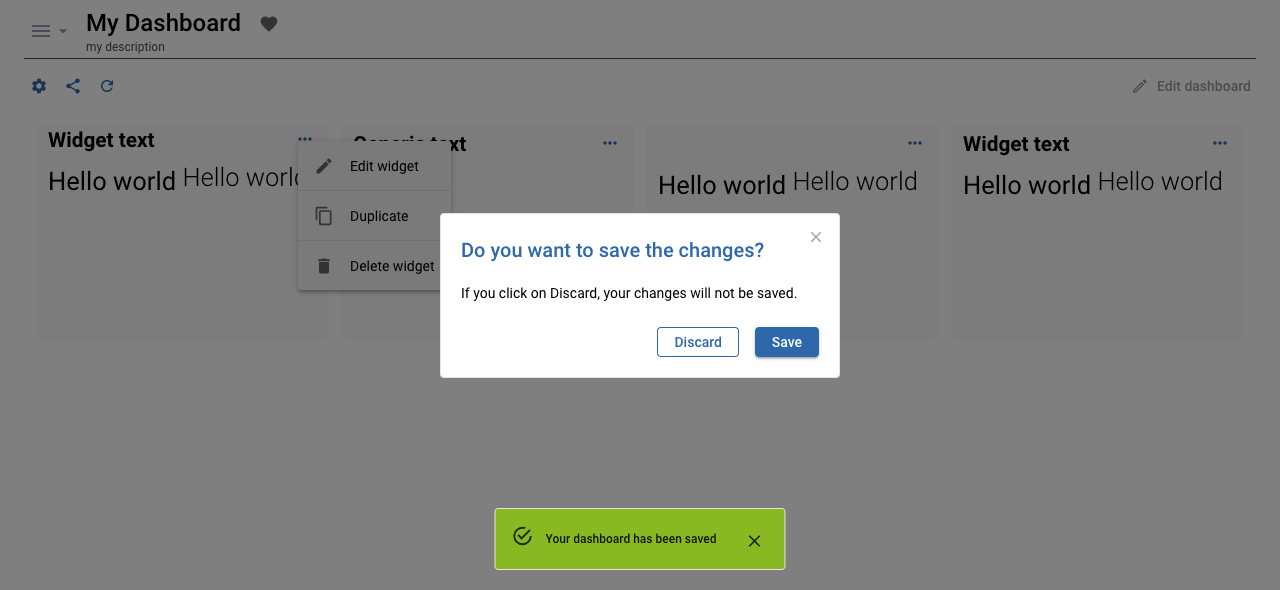 My Dashboard
my description
Edit dashboard
Widget text
Hello world Hello world
Edit widget
Duplicate
Delete widget
Generic text
Hello world Hello world
Widget text
Hello world Hello world
Do you want to save the changes?
If you click on Discard, your changes will not be saved.
Discard
Save
Your dashboard has been saved